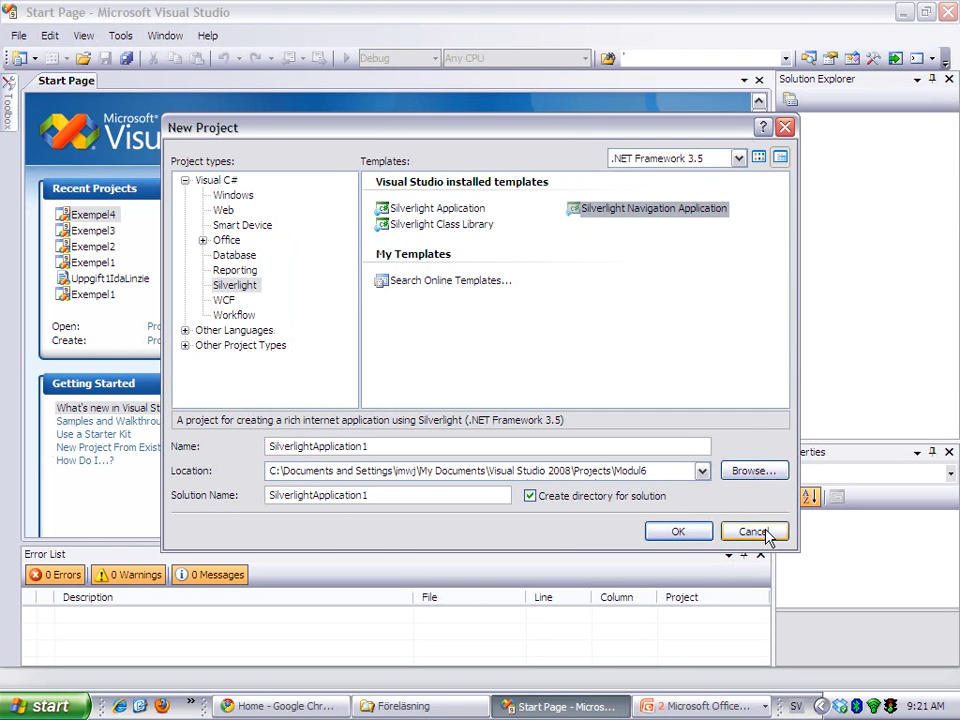 Start Page - Microsoft Visual Studio
File Edit View Tools Window Help
Debug Any CPU
Start Page
Solution Explorer
Toolbox
Microsoft
Visu
Recent Projects
Exempel4
Exempel3
Exempel2
Exempel1
Uppgift1IdaLinzie
Exempel1
Open: Pro
Create: Pro
Getting Started
What's new in Visual St
Samples and Walkthrou
Use a Starter Kit
New Project From Exist
How Do I...?
New Project
Project types:
Templates:
.NET Framework 3.5
Visual C#
Windows
Web
Smart Device
Office
Database
Reporting
Silverlight
WCF
Workflow
Other Languages
Other Project Types
Visual Studio installed templates
Silverlight Application
Silverlight Navigation Application
Silverlight Class Library
My Templates
Search Online Templates...
A project for creating a rich internet application using Silverlight (.NET Framework 3.5)
Name: SilverlightApplication1
Location: C:\Documents and Settings\imwj\My Documents\Visual Studio 2008\Projects\Modul6 Browse...
Solution Name: SilverlightApplication1 Create directory for solution
OK Cancel
erties
Error List
0 Errors 0 Warnings 0 Messages
Description File Line Column Project
start Home - Google Chr... Föreläsning Start Page - Micros... 2 Microsoft Office... SV 9:21 AM